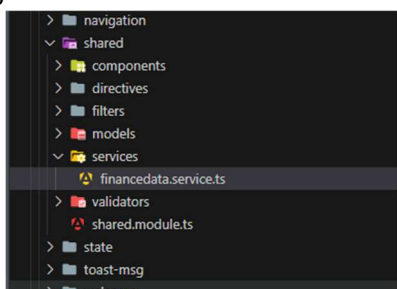 navigation
shared
components
directives
filters
models
services
financedata.service.ts
validators
shared.module.ts
state
toast-msg